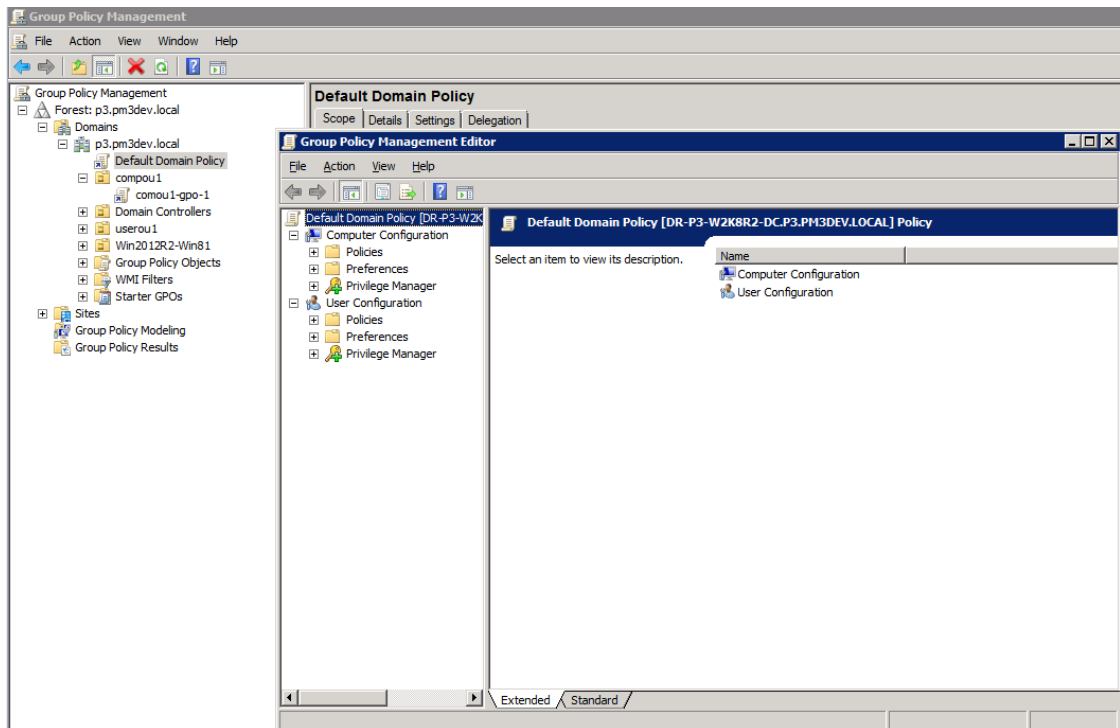 Group Policy Management
File Action View Window Help
Group Policy Management
Forest: p3.pm3dev.local
Domains
p3.pm3dev.local
Default Domain Policy
compou1
comou1-gpo-1
Domain Controllers
userou1
Win2012R2-Win81
Group Policy Objects
WMI Filters
Starter GPOs
Sites
Group Policy Modeling
Group Policy Results
Default Domain Policy
Scope Details Settings Delegation
Group Policy Management Editor
File Action View Help
Default Domain Policy [DR-P3-W2K
Computer Configuration
Policies
Preferences
Privilege Manager
User Configuration
Policies
Preferences
Privilege Manager
Default Domain Policy [DR-P3-W2K8R2-DC.P3.PM3DEV.LOCAL] Policy
Select an item to view its description.
Name
Computer Configuration
User Configuration
Extended Standard